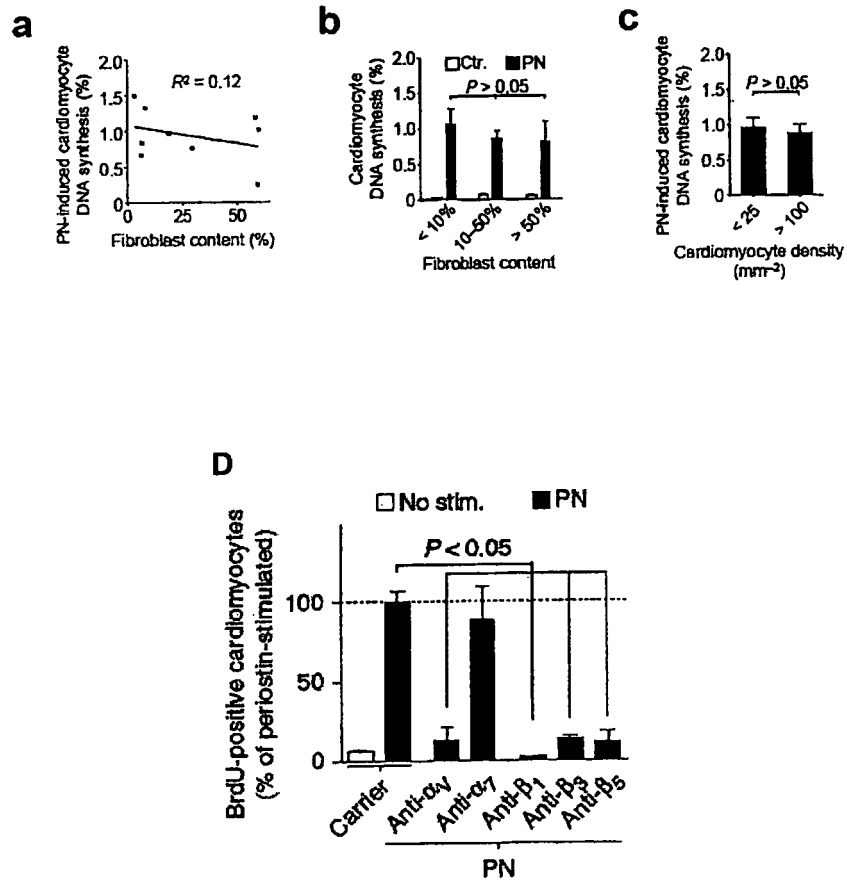 a
PN-induced cardiomyocyte
DNA synthesis (%)
2.0
1.5
1.0
0.5
0
R² = 0.12
0 25 50
Fibroblast content (%)
b
Cardiomyocyte
DNA synthesis (%)
2.0
1.5
1.0
0.5
0
Ctr. PN
P > 0.05
< 10% 10–50% > 50%
Fibroblast content
c
PN-induced cardiomyocyte
DNA synthesis (%)
2.0
1.5
1.0
0.5
0
P > 0.05
< 25 > 100
Cardiomyocyte density
(mm⁻²)
D
BrdU-positive cardiomyocytes
(% of periostin-stimulated)
No stim. PN
P < 0.05
100
50
0
Carrier Anti-αV Anti-α7 Anti-β1 Anti-β3 Anti-β5
PN